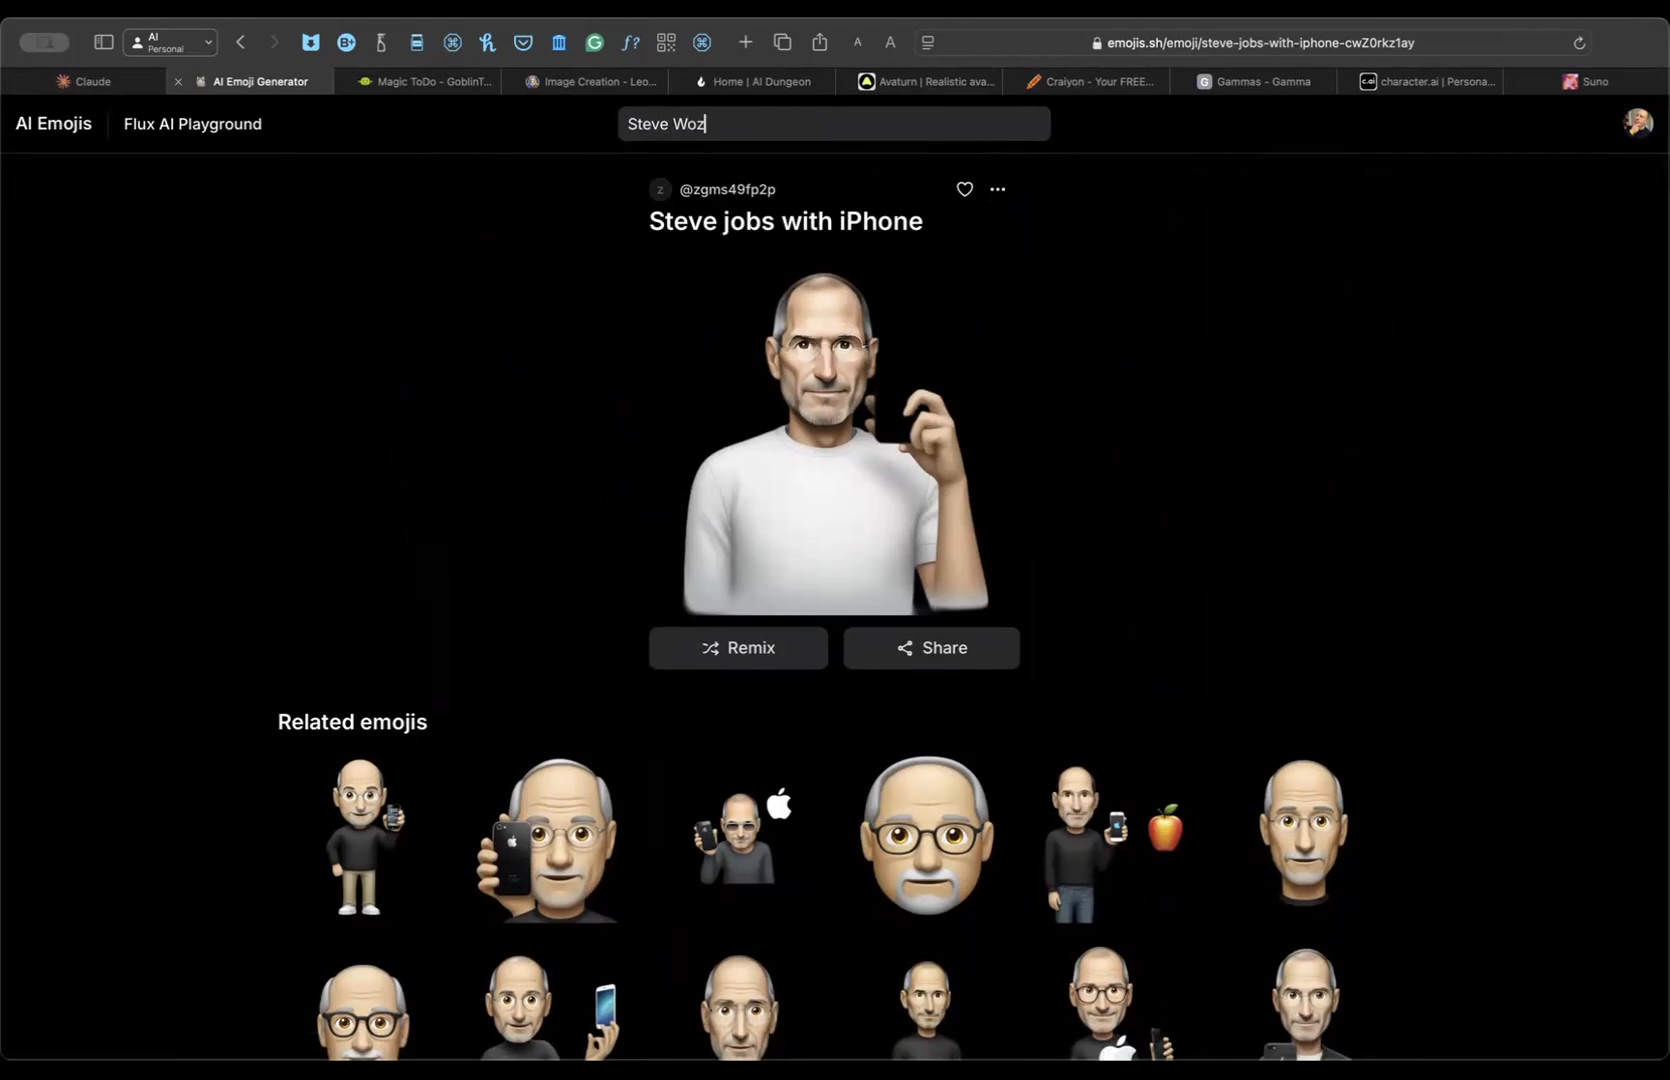 AI
Personal
emojis.sh/emoji/steve-jobs-with-iphone-cwZ0rkz1ay
Claude
AI Emoji Generator
Magic ToDo - GoblinT...
Image Creation - Leo...
Home | AI Dungeon
Avaturn | Realistic ava...
Craiyon - Your FREE...
Gammas - Gamma
character.ai | Persona...
Suno
AI Emojis
Flux AI Playground
Steve Woz
z
@zgms49fp2p
Steve jobs with iPhone
Remix
Share
Related emojis